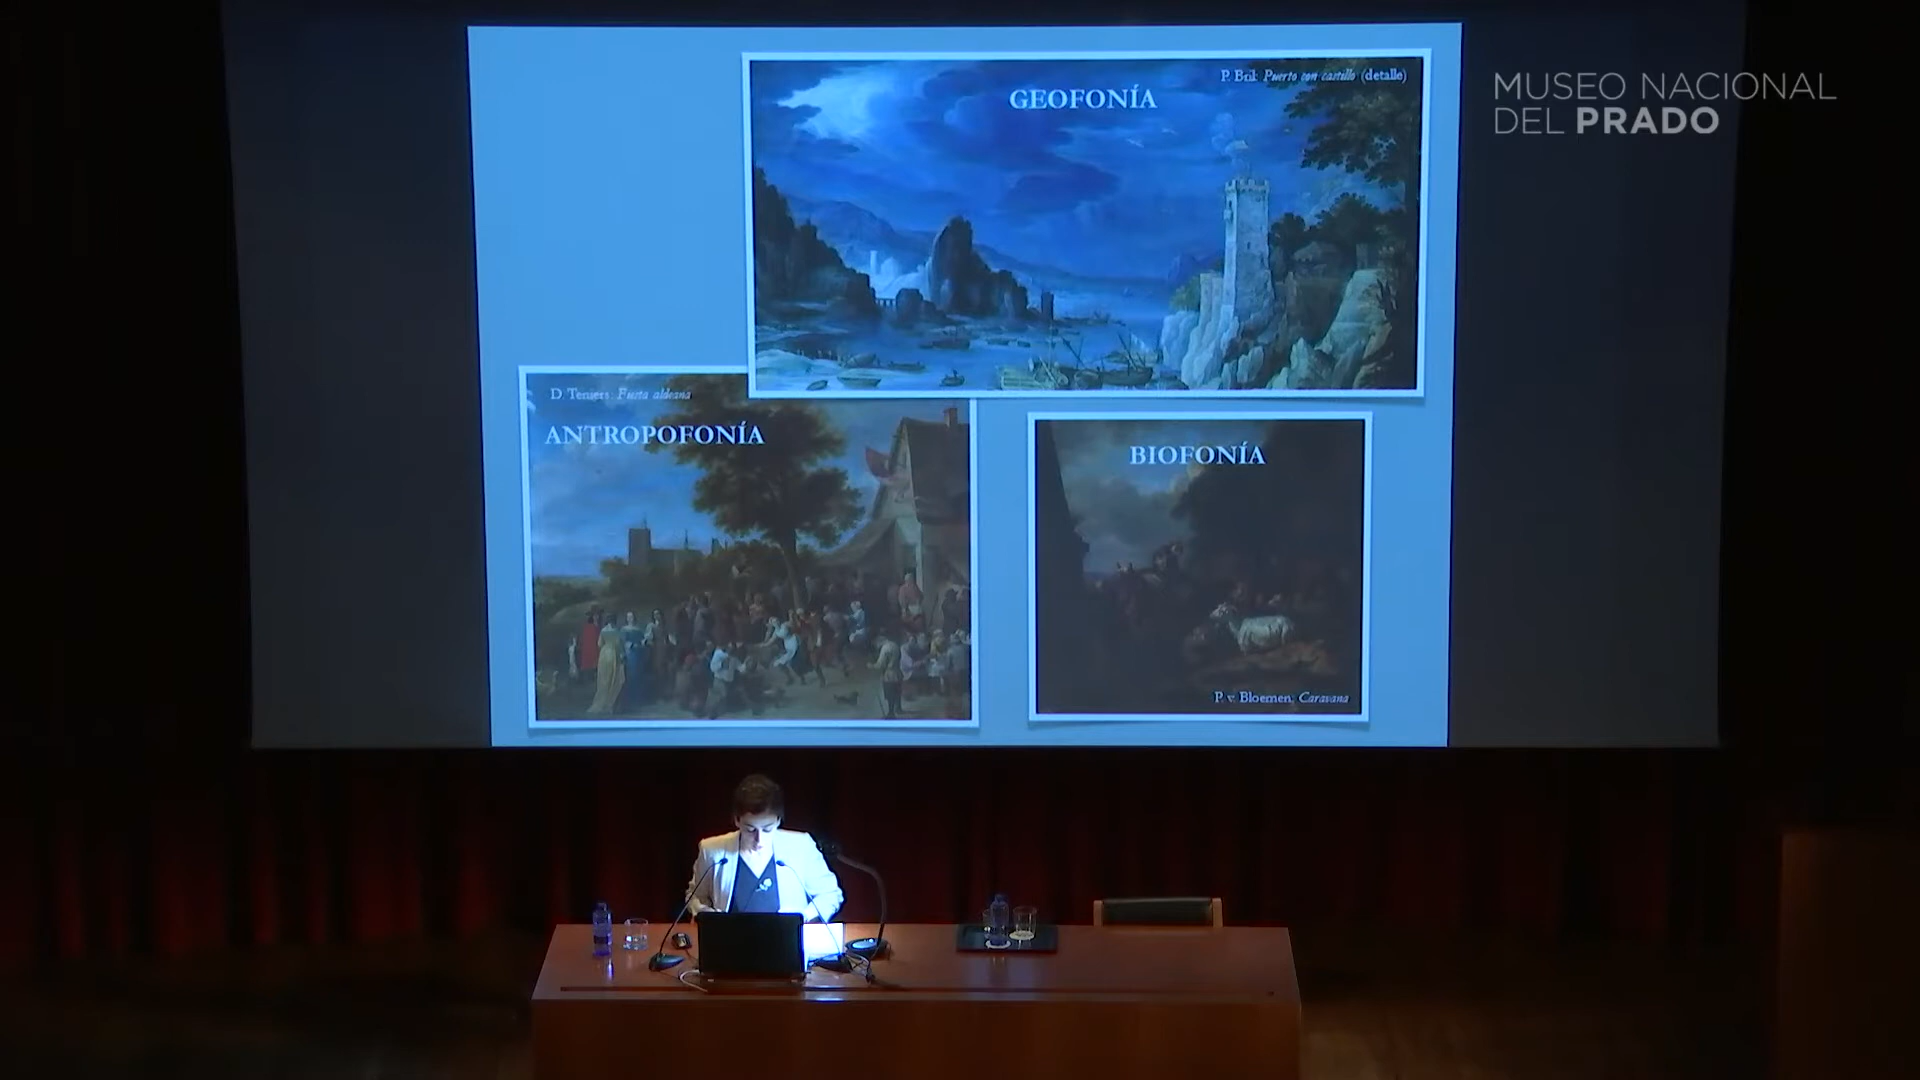 P. Bril: Puerto con castillo (detalle)
GEOFONÍA
MUSEO NACIONAL
DEL PRADO
D. Teniers: Fiesta aldeana
ANTROPOFONÍA
BIOFONÍA
P. v. Bloemen: Caravana